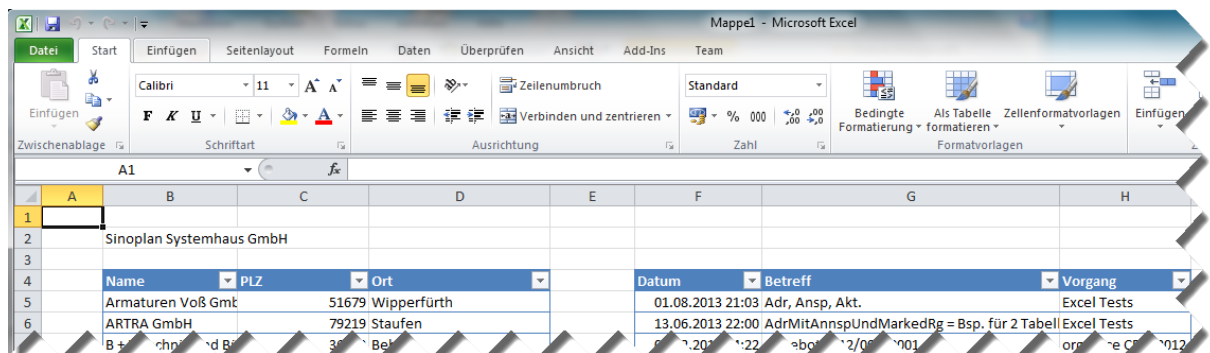 Mappe1 - Microsoft Excel
Datei Start Einfügen Seitenlayout Formeln Daten Überprüfen Ansicht Add-Ins Team
Calibri 11 A A Zeilenumbruch Standard
Einfügen F K U A Verbinden und zentrieren % 000 ,00 ,00 Bedingte Formatierung Als Tabelle formatieren Zellenformatvorlagen Einfügen
Zwischenablage Schriftart Ausrichtung Zahl Formatvorlagen
A1 fx
A B C D E F G H
1
2 Sinoplan Systemhaus GmbH
3
4 Name PLZ Ort Datum Betreff Vorgang
5 Armaturen Voß Gmb 51679 Wipperfürth 01.08.2013 21:03 Adr, Ansp, Akt. Excel Tests
6 ARTRA GmbH 79219 Staufen 13.06.2013 22:00 AdrMitAnnspUndMarkedRg = Bsp. für 2 Tabell Excel Tests